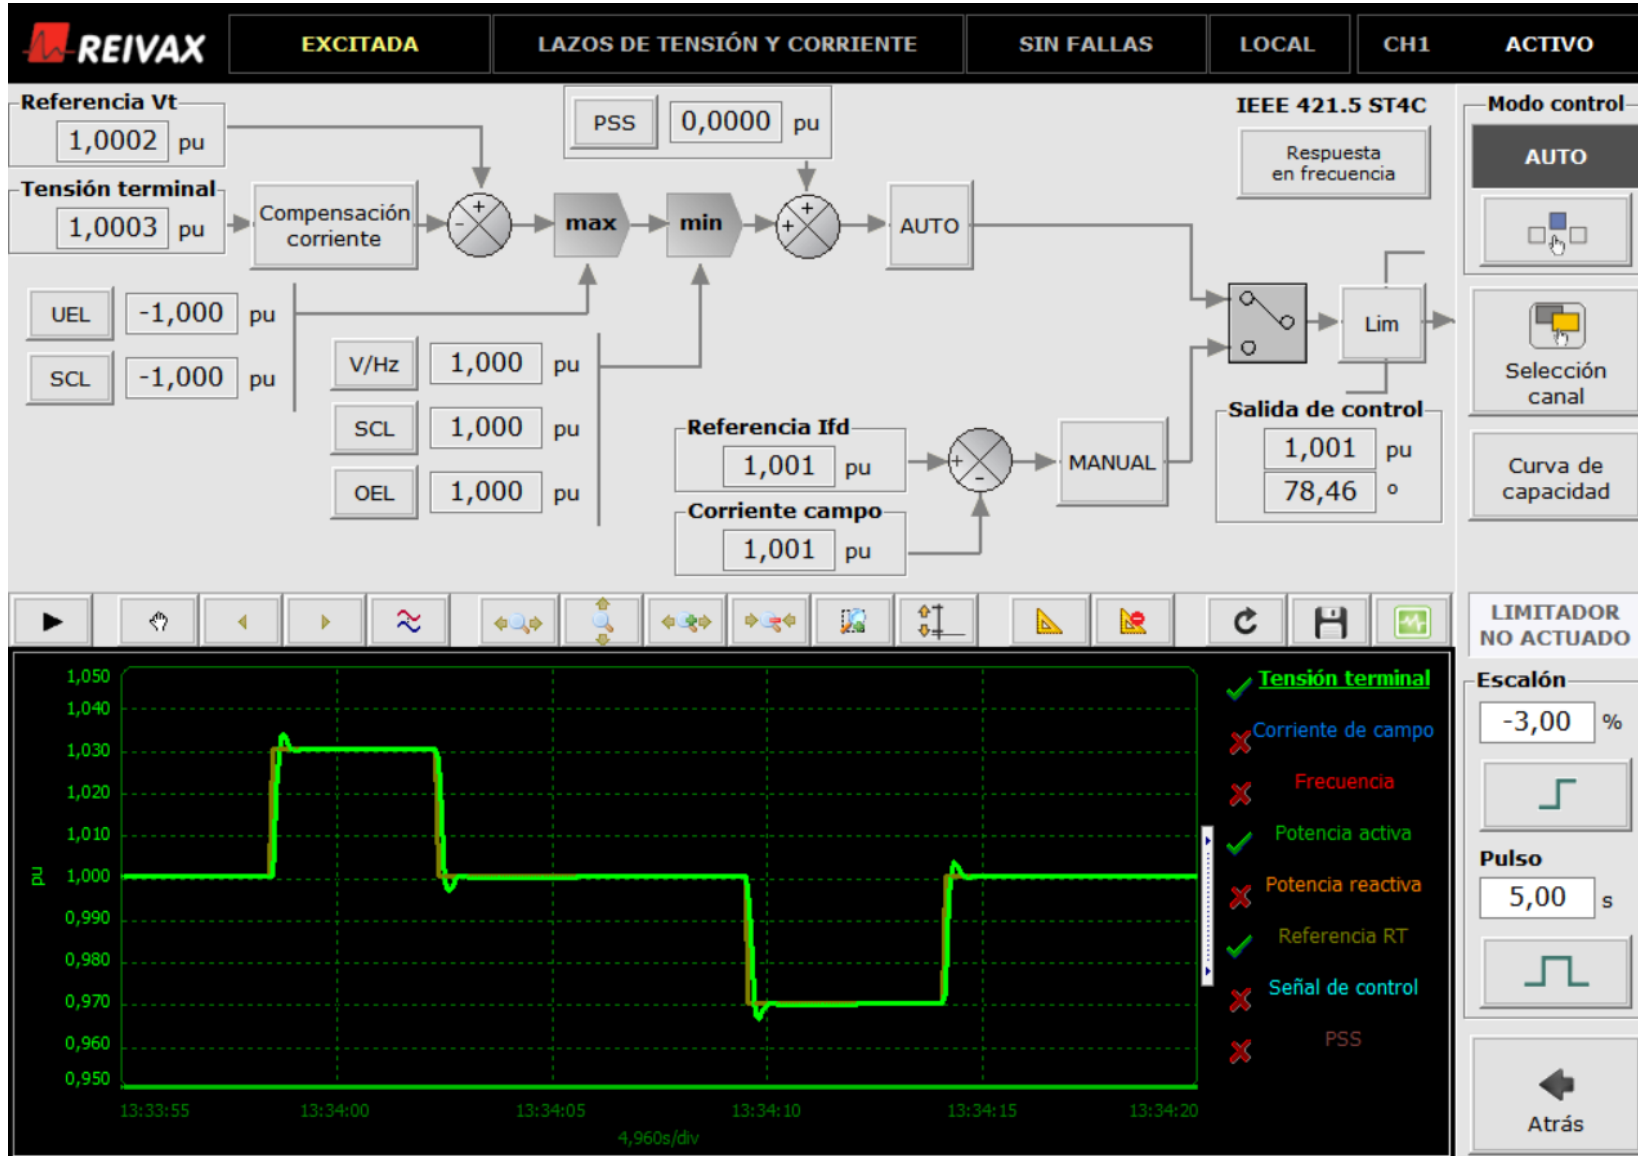 REIVAX
EXCITADA
LAZOS DE TENSIÓN Y CORRIENTE
SIN FALLAS
LOCAL
CH1
ACTIVO
Referencia Vt
1,0002 pu
PSS 0,0000 pu
IEEE 421.5 ST4C
Respuesta
en frecuencia
Modo control
AUTO
Tensión terminal
1,0003 pu
Compensación
corriente
+
-
max
min
+
+
AUTO
UEL -1,000 pu
SCL -1,000 pu
V/Hz 1,000 pu
SCL 1,000 pu
OEL 1,000 pu
Lim
Selección
canal
Referencia Ifd
1,001 pu
+
-
MANUAL
Corriente campo
1,001 pu
Salida de control
1,001 pu
78,46 º
Curva de
capacidad
LIMITADOR
NO ACTUADO
Escalón
-3,00 %
Pulso
5,00 s
Atrás
1,050
1,040
1,030
1,020
1,010
1,000
0,990
0,980
0,970
0,960
0,950
pu
13:33:55
13:34:00
13:34:05
13:34:10
13:34:15
13:34:20
4,960s/div
Tensión terminal
Corriente de campo
Frecuencia
Potencia activa
Potencia reactiva
Referencia RT
Señal de control
PSS